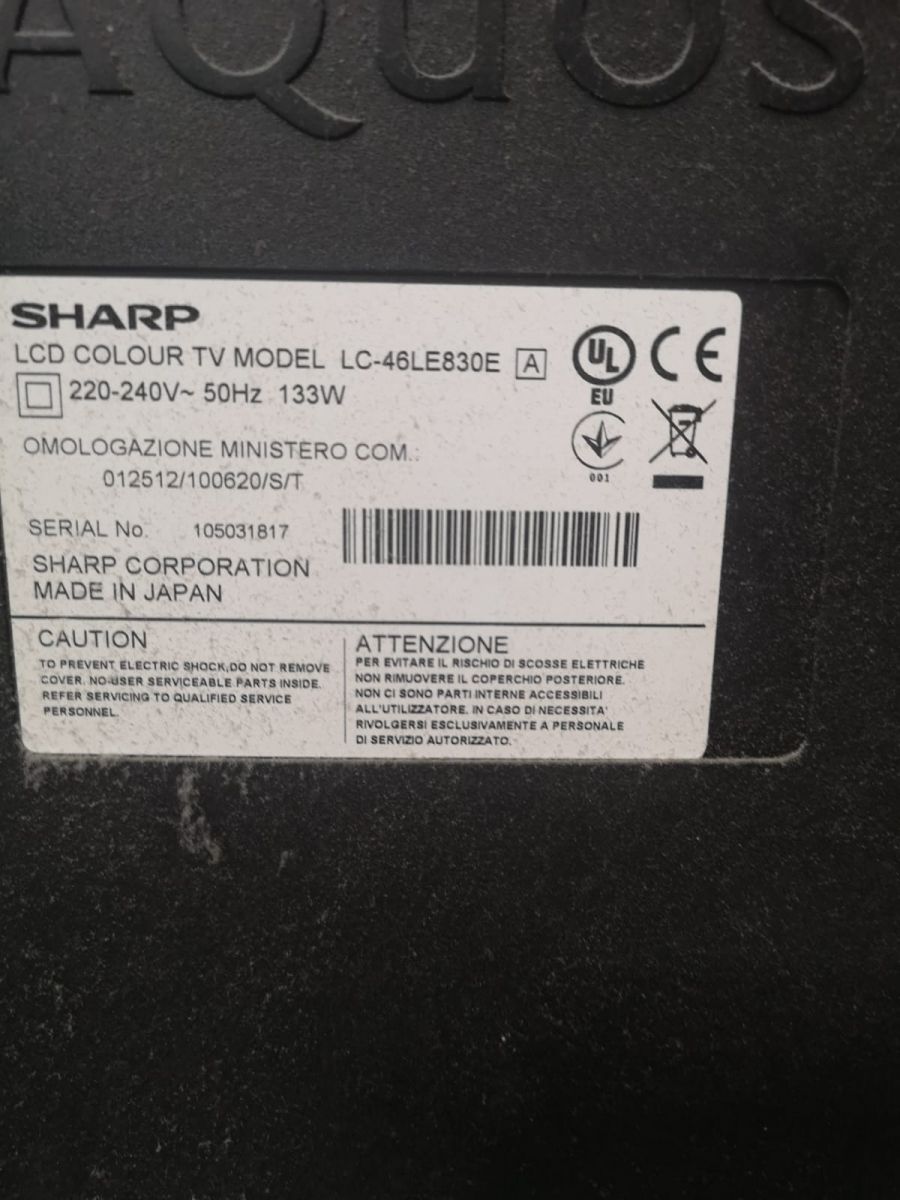 AQUOS
SHARP
LCD COLOUR TV MODEL LC-46LE830E A
220-240V~ 50Hz 133W
UL
EU
CE
001
OMOLOGAZIONE MINISTERO COM.:
012512/100620/S/T
SERIAL No. 105031817
SHARP CORPORATION
MADE IN JAPAN
CAUTION
TO PREVENT ELECTRIC SHOCK,DO NOT REMOVE
COVER. NO-USER SERVICEABLE PARTS INSIDE.
REFER SERVICING TO QUALIFIED SERVICE
PERSONNEL.
ATTENZIONE
PER EVITARE IL RISCHIO DI SCOSSE ELETTRICHE
NON RIMUOVERE IL COPERCHIO POSTERIORE.
NON CI SONO PARTI INTERNE ACCESSIBILI
ALL'UTILIZZATORE. IN CASO DI NECESSITA'
RIVOLGERSI ESCLUSIVAMENTE A PERSONALE
DI SERVIZIO AUTORIZZATO.